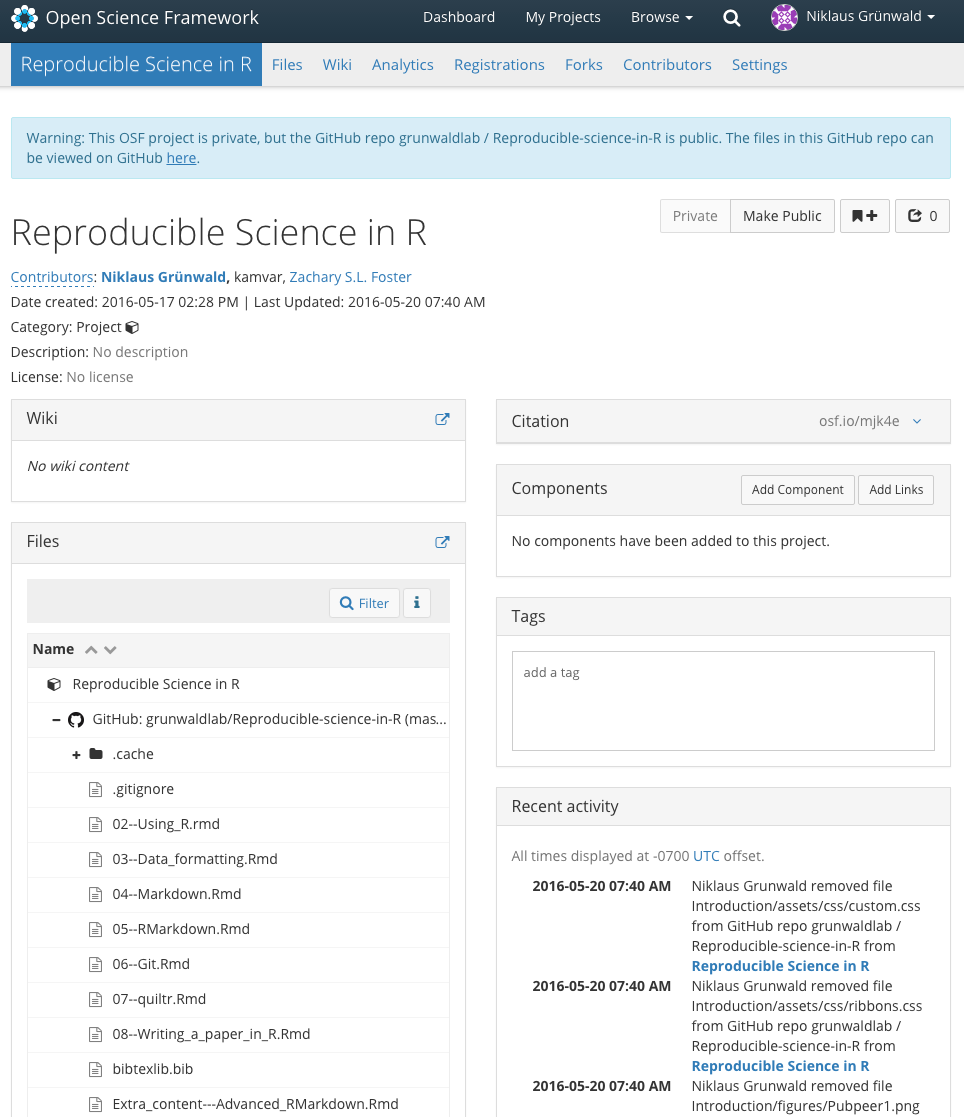 Open Science Framework
Dashboard My Projects Browse Niklaus Grünwald
Reproducible Science in R Files Wiki Analytics Registrations Forks Contributors Settings
Warning: This OSF project is private, but the GitHub repo grunwaldlab / Reproducible-science-in-R is public. The files in this GitHub repo can
be viewed on GitHub here.
Private Make Public 0
Reproducible Science in R
Contributors: Niklaus Grünwald, kamvar, Zachary S.L. Foster
Date created: 2016-05-17 02:28 PM | Last Updated: 2016-05-20 07:40 AM
Category: Project
Description: No description
License: No license
Wiki
No wiki content
Files
Filter
Name
Reproducible Science in R
GitHub: grunwaldlab/Reproducible-science-in-R (mas...
.cache
.gitignore
02--Using_R.rmd
03--Data_formatting.Rmd
04--Markdown.Rmd
05--RMarkdown.Rmd
06--Git.Rmd
07--quiltr.Rmd
08--Writing_a_paper_in_R.Rmd
bibtexlib.bib
Extra_content---Advanced_RMarkdown.Rmd
Citation osf.io/mjk4e
Components Add Component Add Links
No components have been added to this project.
Tags
add a tag
Recent activity
All times displayed at -0700 UTC offset.
2016-05-20 07:40 AM Niklaus Grunwald removed file
Introduction/assets/css/custom.css
from GitHub repo grunwaldlab /
Reproducible-science-in-R from
Reproducible Science in R
2016-05-20 07:40 AM Niklaus Grunwald removed file
Introduction/assets/css/ribbons.css
from GitHub repo grunwaldlab /
Reproducible-science-in-R from
Reproducible Science in R
2016-05-20 07:40 AM Niklaus Grunwald removed file
Introduction/figures/Pubpeer1.png